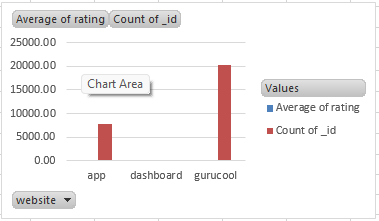 Average of rating Count of _id
25000.00
20000.00
15000.00
10000.00
5000.00
0.00
Chart Area
app dashboard gurucool
Values
Average of rating
Count of _id
website